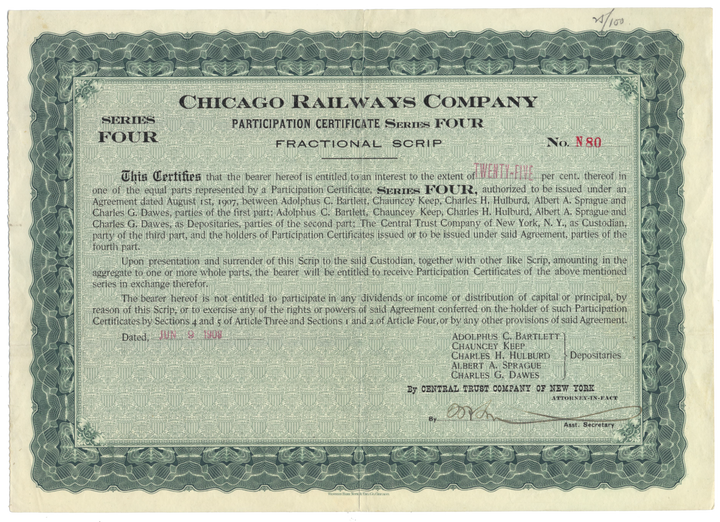 25/100
CHICAGO RAILWAYS COMPANY
SERIES FOUR
PARTICIPATION CERTIFICATE SERIES FOUR
FRACTIONAL SCRIP
No. N80
This Certifies that the bearer hereof is entitled to an interest to the extent of TWENTY-FIVE per cent. thereof in
one of the equal parts represented by a Participation Certificate, SERIES FOUR, authorized to be issued under an
Agreement dated August 1st, 1907, between Adolphus C. Bartlett, Chauncey Keep, Charles H. Hulburd, Albert A. Sprague and
Charles G. Dawes, parties of the first part; Adolphus C. Bartlett, Chauncey Keep, Charles H. Hulburd, Albert A. Sprague and
Charles G. Dawes, as Depositaries, parties of the second part; The Central Trust Company of New York, N. Y., as Custodian,
party of the third part, and the holders of Participation Certificates issued or to be issued under said Agreement, parties of the
fourth part.
Upon presentation and surrender of this Scrip to the said Custodian, together with other like Scrip, amounting in the
aggregate to one or more whole parts, the bearer will be entitled to receive Participation Certificates of the above mentioned
series in exchange therefor.
The bearer hereof is not entitled to participate in any dividends or income or distribution of capital or principal, by
reason of this Scrip, or to exercise any of the rights or powers of said Agreement conferred on the holder of such Participation
Certificates by Sections 4 and 5 of Article Three and Sections 1 and 2 of Article Four, or by any other provisions of said Agreement.
Dated, JUN 9 1908
ADOLPHUS C. BARTLETT
CHAUNCEY KEEP
CHARLES H. HULBURD
ALBERT A. SPRAGUE
CHARLES G. DAWES
Depositaries
By CENTRAL TRUST COMPANY OF NEW YORK
ATTORNEY-IN-FACT
By
Asst. Secretary